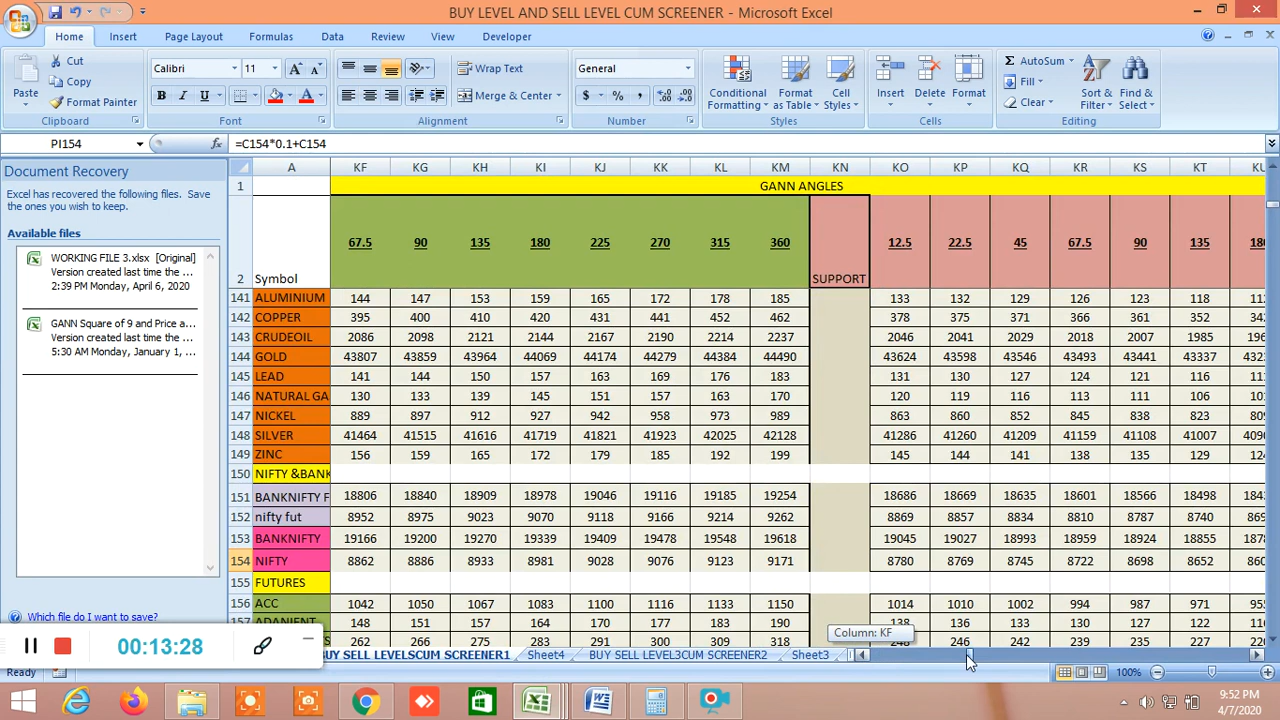 BUY LEVEL AND SELL LEVEL CUM SCREENER - Microsoft Excel
Home Insert Page Layout Formulas Data Review View Developer
Paste Cut Copy Format Painter Clipboard
Calibri 11 B I U A A A Font
Wrap Text Merge & Center Alignment
General $ % , Number
Conditional Formatting Format as Table Cell Styles Styles
Insert Delete Format Cells
AutoSum Fill Clear Sort & Filter Find & Select Editing
PI154 fx =C154*0.1+C154
Document Recovery
Excel has recovered the following files. Save
the ones you wish to keep.
Available files
WORKING FILE 3.xlsx [Original]
Version created last time the ...
2:39 PM Monday, April 6, 2020
GANN Square of 9 and Price a...
Version created last time the ...
5:30 AM Monday, January 1, ...
Which file do I want to save?
A KF KG KH KI KJ KK KL KM KN KO KP KQ KR KS KT
1 GANN ANGLES
2 Symbol 67.5 90 135 180 225 270 315 360 SUPPORT 12.5 22.5 45 67.5 90 135
141 ALUMINIUM 144 147 153 159 165 172 178 185 133 132 129 126 123 118
142 COPPER 395 400 410 420 431 441 452 462 378 375 371 366 361 352
143 CRUDEOIL 2086 2098 2121 2144 2167 2190 2214 2237 2046 2041 2029 2018 2007 1985
144 GOLD 43807 43859 43964 44069 44174 44279 44384 44490 43624 43598 43546 43493 43441 43337
145 LEAD 141 144 150 157 163 169 176 183 131 130 127 124 121 116
146 NATURAL GA 130 133 139 145 151 157 163 170 120 119 116 113 111 106
147 NICKEL 889 897 912 927 942 958 973 989 863 860 852 845 838 823
148 SILVER 41464 41515 41616 41719 41821 41923 42025 42128 41286 41260 41209 41159 41108 41007
149 ZINC 156 159 165 172 179 185 192 199 145 144 141 138 135 129
150 NIFTY &BANK
151 BANKNIFTY F 18806 18840 18909 18978 19046 19116 19185 19254 18686 18669 18635 18601 18566 18498
152 nifty fut 8952 8975 9023 9070 9118 9166 9214 9262 8869 8857 8834 8810 8787 8740
153 BANKNIFTY 19166 19200 19270 19339 19409 19478 19548 19618 19045 19027 18993 18959 18924 18855
154 NIFTY 8862 8886 8933 8981 9028 9076 9123 9171 8780 8769 8745 8722 8698 8652
155 FUTURES
156 ACC 1042 1050 1067 1083 1100 1116 1133 1150 1014 1010 1002 994 987 971
157 ADANIENT 148 151 157 164 170 177 184 190 138 136 133 130 127 122 116
262 266 274 283 291 300 309 318 246 242 239 235 227
Column: KF
00:13:28
BUY SELL LEVELSCUM SCREENER1 Sheet4 BUY SELL LEVEL3CUM SCREENER2 Sheet3
Ready 100%
9:52 PM
4/7/2020